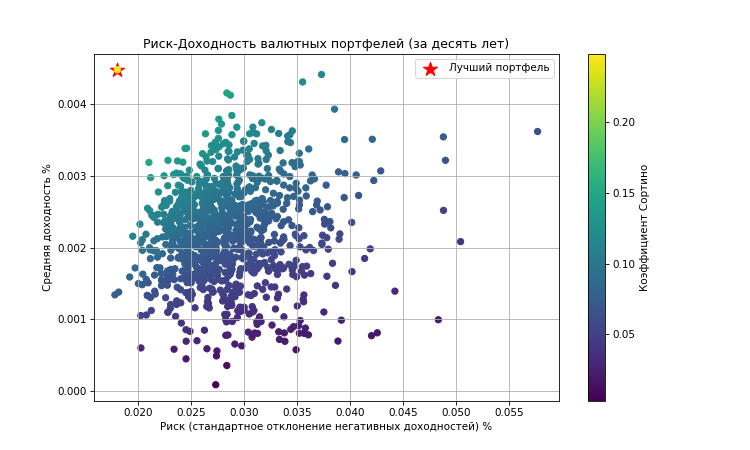 Риск-Доходность валютных портфелей (за десять лет)
Лучший портфель
Средняя доходность %
0.004
0.003
0.002
0.001
0.000
0.020 0.025 0.030 0.035 0.040 0.045 0.050 0.055
Риск (стандартное отклонение негативных доходностей) %
0.20
0.15
0.10
0.05
Коэффициент Сортино